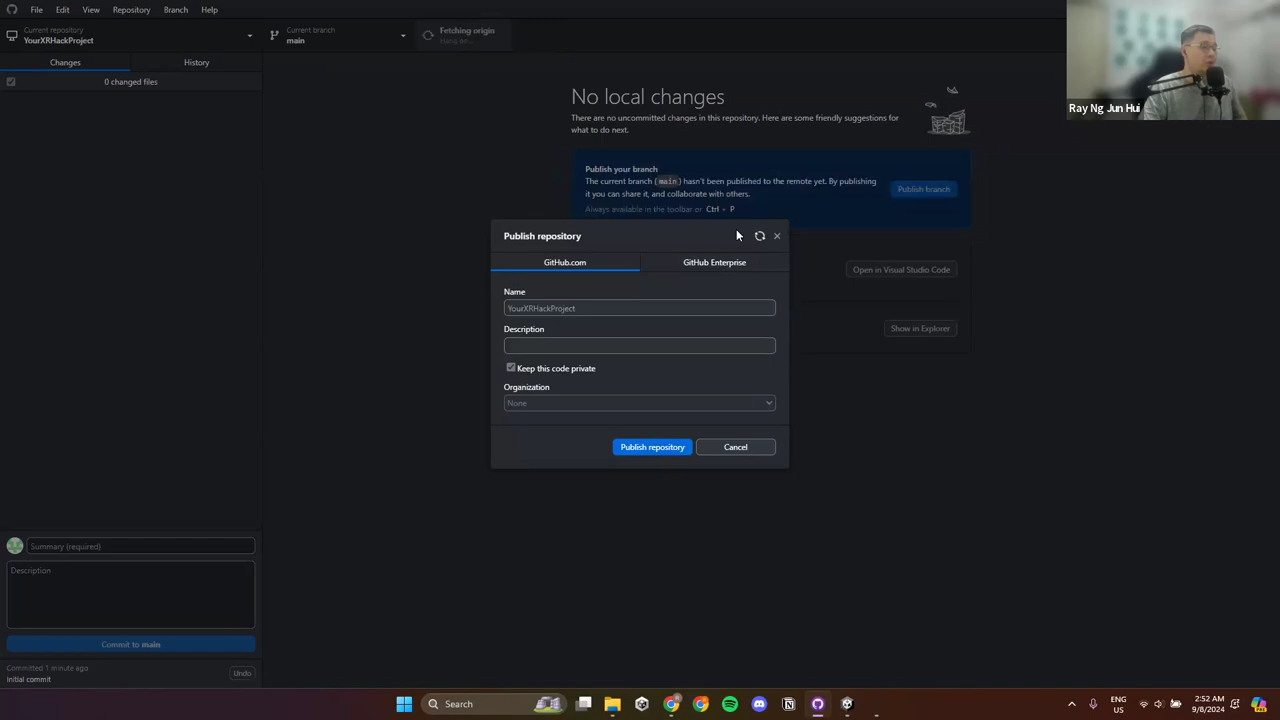 File Edit View Repository Branch Help
Current repository
YourXRHackProject
Current branch
main
Fetching origin
Changes
History
0 changed files
No local changes
There are no uncommitted changes in this repository. Here are some friendly suggestions for
what to do next.
Publish your branch
The current branch (main) hasn't been published to the remote yet. By publishing
it you can share it, and collaborate with others.
Always available in the toolbar or Ctrl + P
Publish branch
Open in Visual Studio Code
Show in Explorer
Publish repository
GitHub.com
GitHub Enterprise
Name
YourXRHackProject
Description
Keep this code private
Organization
None
Publish repository
Cancel
Summary (required)
Description
Commit to main
Committed 1 minute ago
Initial commit
Undo
Ray Ng Jun Hui
Search
ENG
US
2:52 AM
9/8/2024